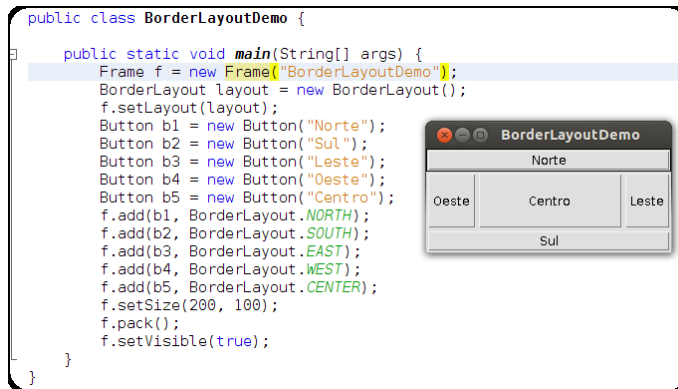 public class BorderLayoutDemo {
    public static void main(String[] args) {
        Frame f = new Frame("BorderLayoutDemo");
        BorderLayout layout = new BorderLayout();
        f.setLayout(layout);
        Button b1 = new Button("Norte");
        Button b2 = new Button("Sul");
        Button b3 = new Button("Leste");
        Button b4 = new Button("Oeste");
        Button b5 = new Button("Centro");
        f.add(b1, BorderLayout.NORTH);
        f.add(b2, BorderLayout.SOUTH);
        f.add(b3, BorderLayout.EAST);
        f.add(b4, BorderLayout.WEST);
        f.add(b5, BorderLayout.CENTER);
        f.setSize(200, 100);
        f.pack();
        f.setVisible(true);
    }
}
BorderLayoutDemo
Norte
Oeste Centro Leste
Sul